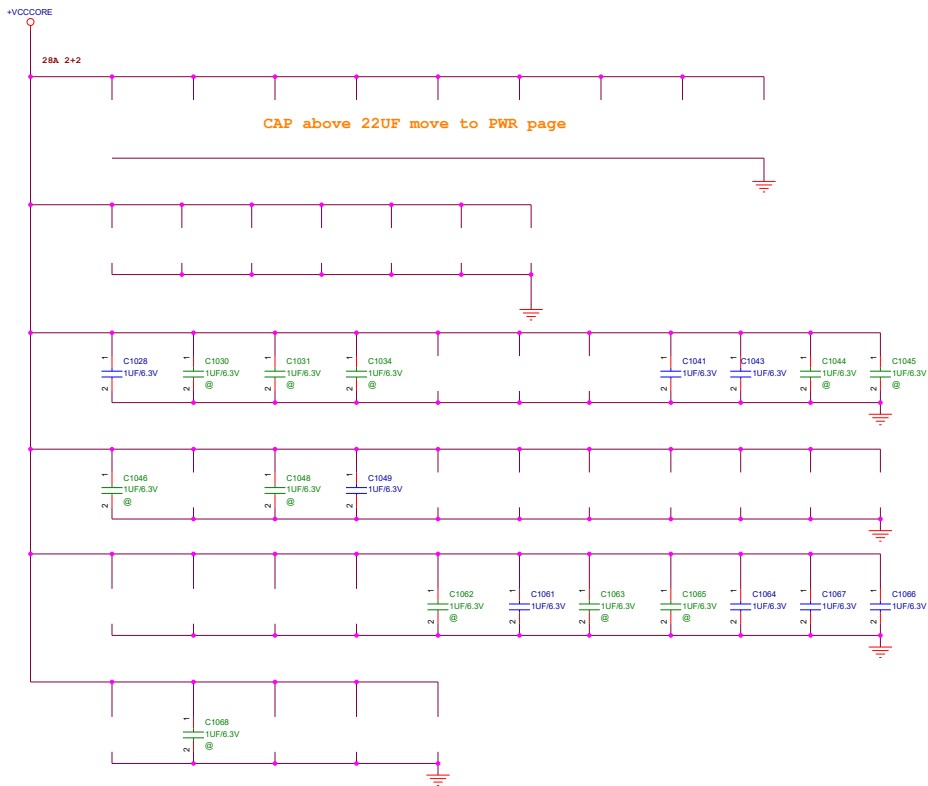 +VCCCORE
28A 2+2
CAP above 22UF move to PWR page
1 C1028 1 C1030 1 C1031 1 C1034 1 C1041 1 C1043 1 C1044 1 C1045
1UF/6.3V 1UF/6.3V 1UF/6.3V 1UF/6.3V 1UF/6.3V 1UF/6.3V 1UF/6.3V 1UF/6.3V
2 2 @ 2 @ 2 @ 2 2 2 @ 2 @
1 C1046 1 C1048 1 C1049
1UF/6.3V 1UF/6.3V 1UF/6.3V
2 @ 2 @ 2
1 C1062 1 C1061 1 C1063 1 C1065 1 C1064 1 C1067 1 C1066
1UF/6.3V 1UF/6.3V 1UF/6.3V 1UF/6.3V 1UF/6.3V 1UF/6.3V 1UF/6.3V
2 @ 2 2 @ 2 @ 2 2 2
1 C1068
1UF/6.3V
2 @